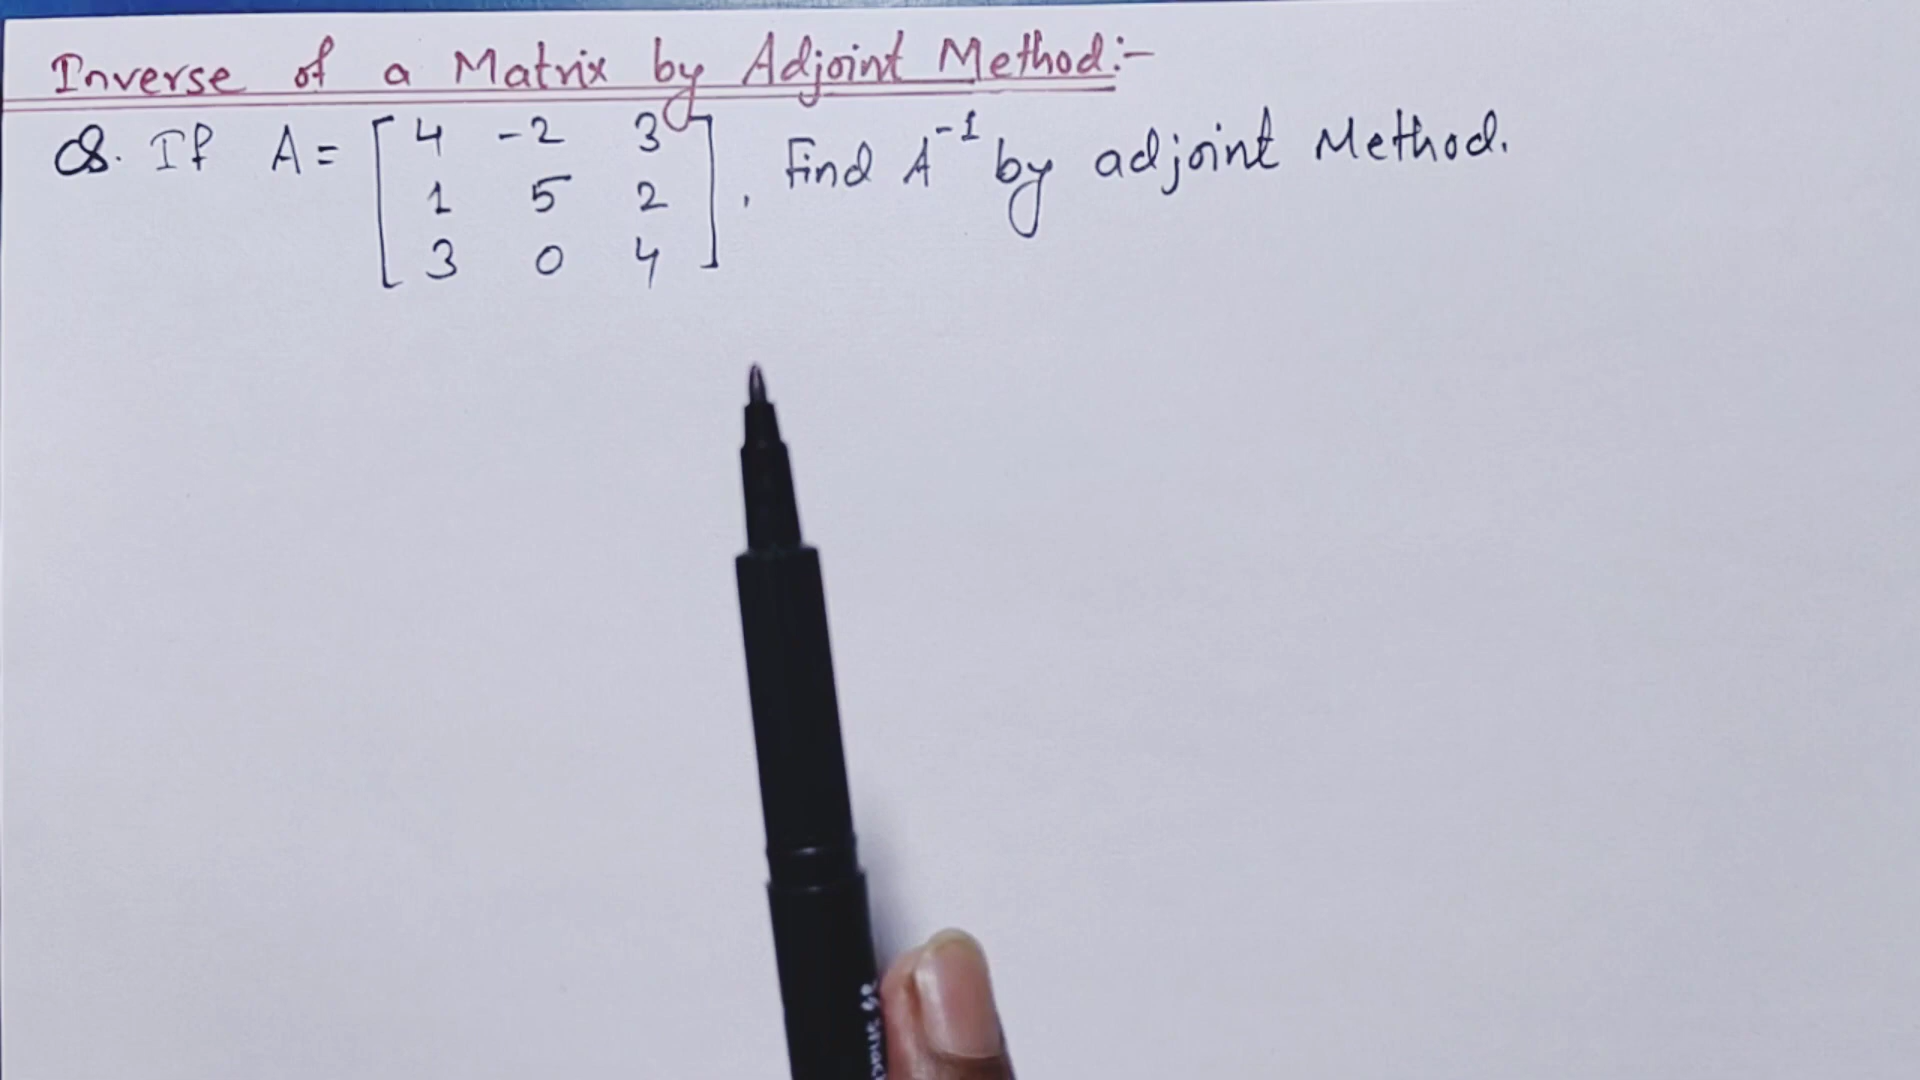 Inverse of a Matrix by Adjoint Method:-
Q. If A = [4 -2 3
1 5 2
3 0 4], Find A⁻¹ by adjoint Method.